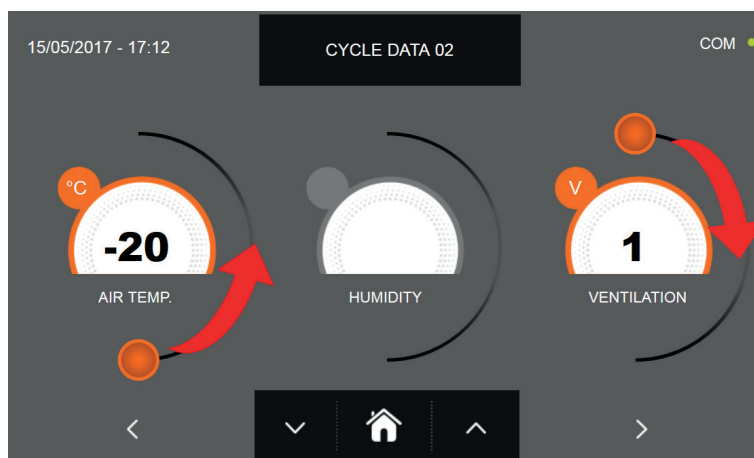 15/05/2017 - 17:12
CYCLE DATA 02
COM
°C
V
-20
1
AIR TEMP.
HUMIDITY
VENTILATION